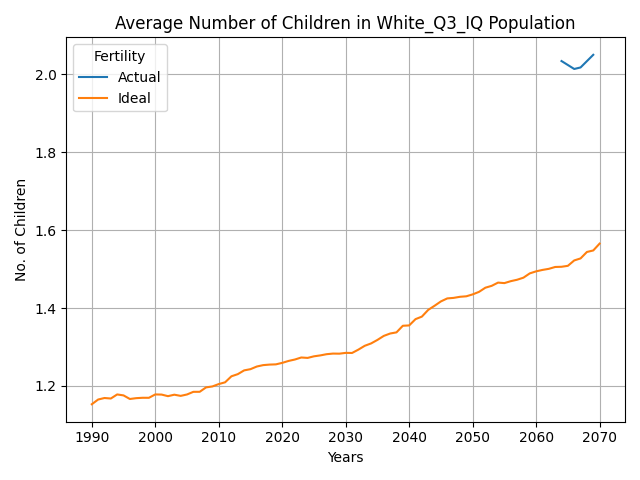 Average Number of Children in White_Q3_IQ Population
Fertility
Actual
Ideal
2.0
1.8
1.6
1.4
1.2
No. of Children
1990 2000 2010 2020 2030 2040 2050 2060 2070
Years